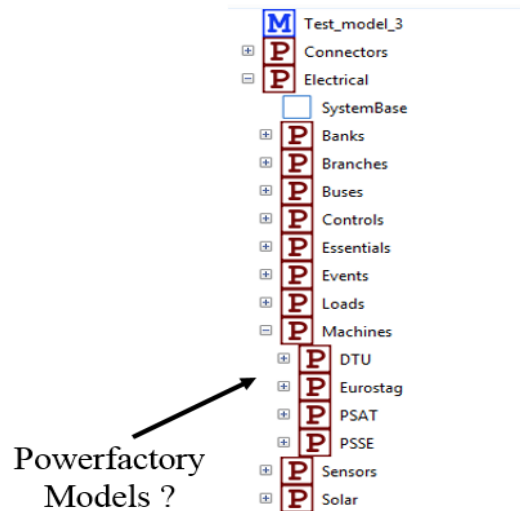 M Test_model_3
P Connectors
P Electrical
SystemBase
P Banks
P Branches
P Buses
P Controls
P Essentials
P Events
P Loads
P Machines
P DTU
P Eurostag
P PSAT
P PSSE
P Sensors
P Solar
Powerfactory
Models ?